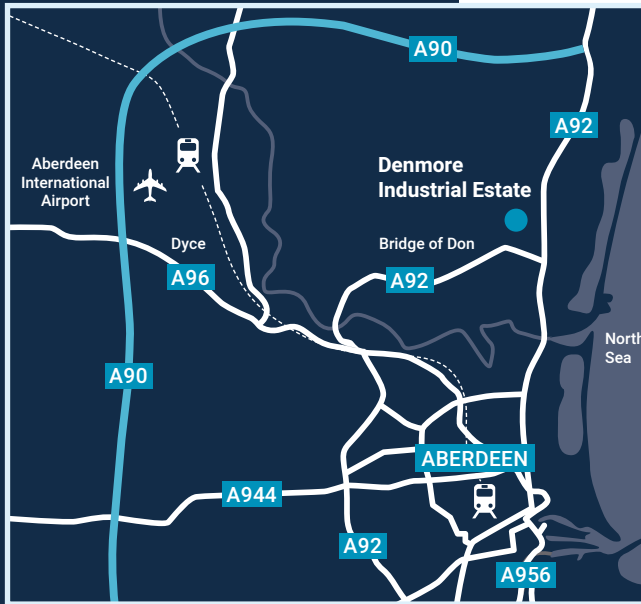 A90
A92
Aberdeen
International
Airport
Denmore
Industrial Estate
Dyce
Bridge of Don
A96
A92
North
Sea
A90
ABERDEEN
A944
A92
A956